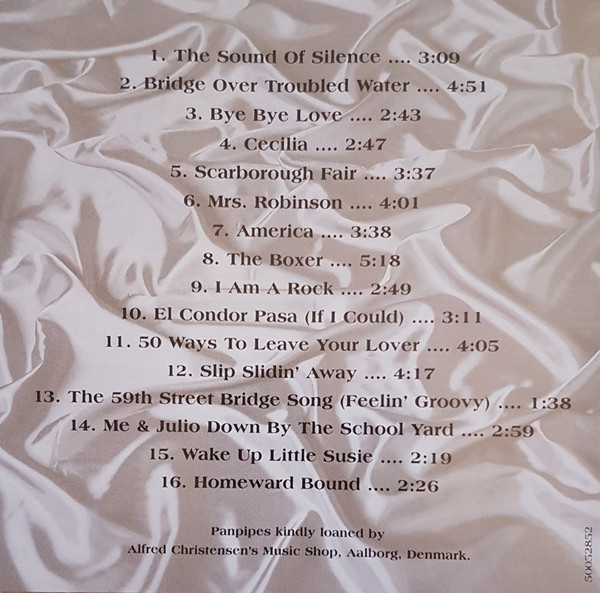 1. The Sound Of Silence .... 3:09
2. Bridge Over Troubled Water .... 4:51
3. Bye Bye Love .... 2:43
4. Cecilia .... 2:47
5. Scarborough Fair .... 3:37
6. Mrs. Robinson .... 4:01
7. America .... 3:38
8. The Boxer .... 5:18
9. I Am A Rock .... 2:49
10. El Condor Pasa (If I Could) .... 3:11
11. 50 Ways To Leave Your Lover .... 4:05
12. Slip Slidin' Away .... 4:17
13. The 59th Street Bridge Song (Feelin' Groovy) .... 1:38
14. Me & Julio Down By The School Yard .... 2:59
15. Wake Up Little Susie .... 2:19
16. Homeward Bound .... 2:26
Panpipes kindly loaned by
Alfred Christensen's Music Shop, Aalborg, Denmark.
50052852